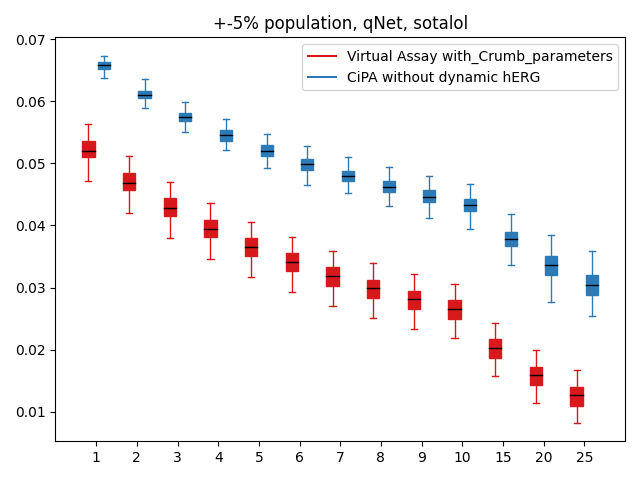 +-5% population, qNet, sotalol
Virtual Assay with_Crumb_parameters
CiPA without dynamic hERG
0.07
0.06
0.05
0.04
0.03
0.02
0.01
1 2 3 4 5 6 7 8 9 10 15 20 25